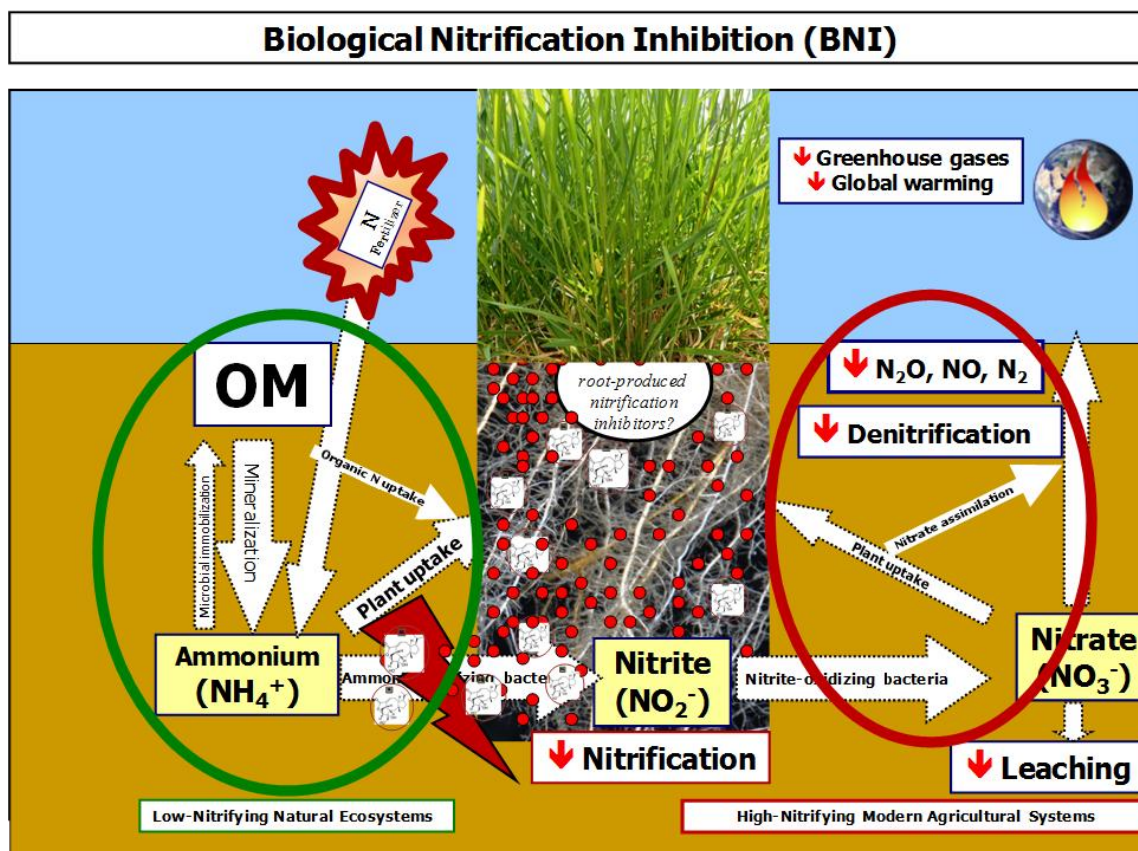 Biological Nitrification Inhibition (BNI)
N
Fertilizer
Greenhouse gases
Global warming
OM
root-produced
nitrification
inhibitors?
N₂O, NO, N₂
Denitrification
Microbial immobilization
Mineralization
Organic N uptake
Plant uptake
Nitrate assimilation
Plant uptake
Ammonium
(NH₄⁺)
Nitrite
(NO₂⁻)
Nitrite-oxidizing bacteria
Nitrate
(NO₃⁻)
Nitrification
Leaching
Low-Nitrifying Natural Ecosystems
High-Nitrifying Modern Agricultural Systems